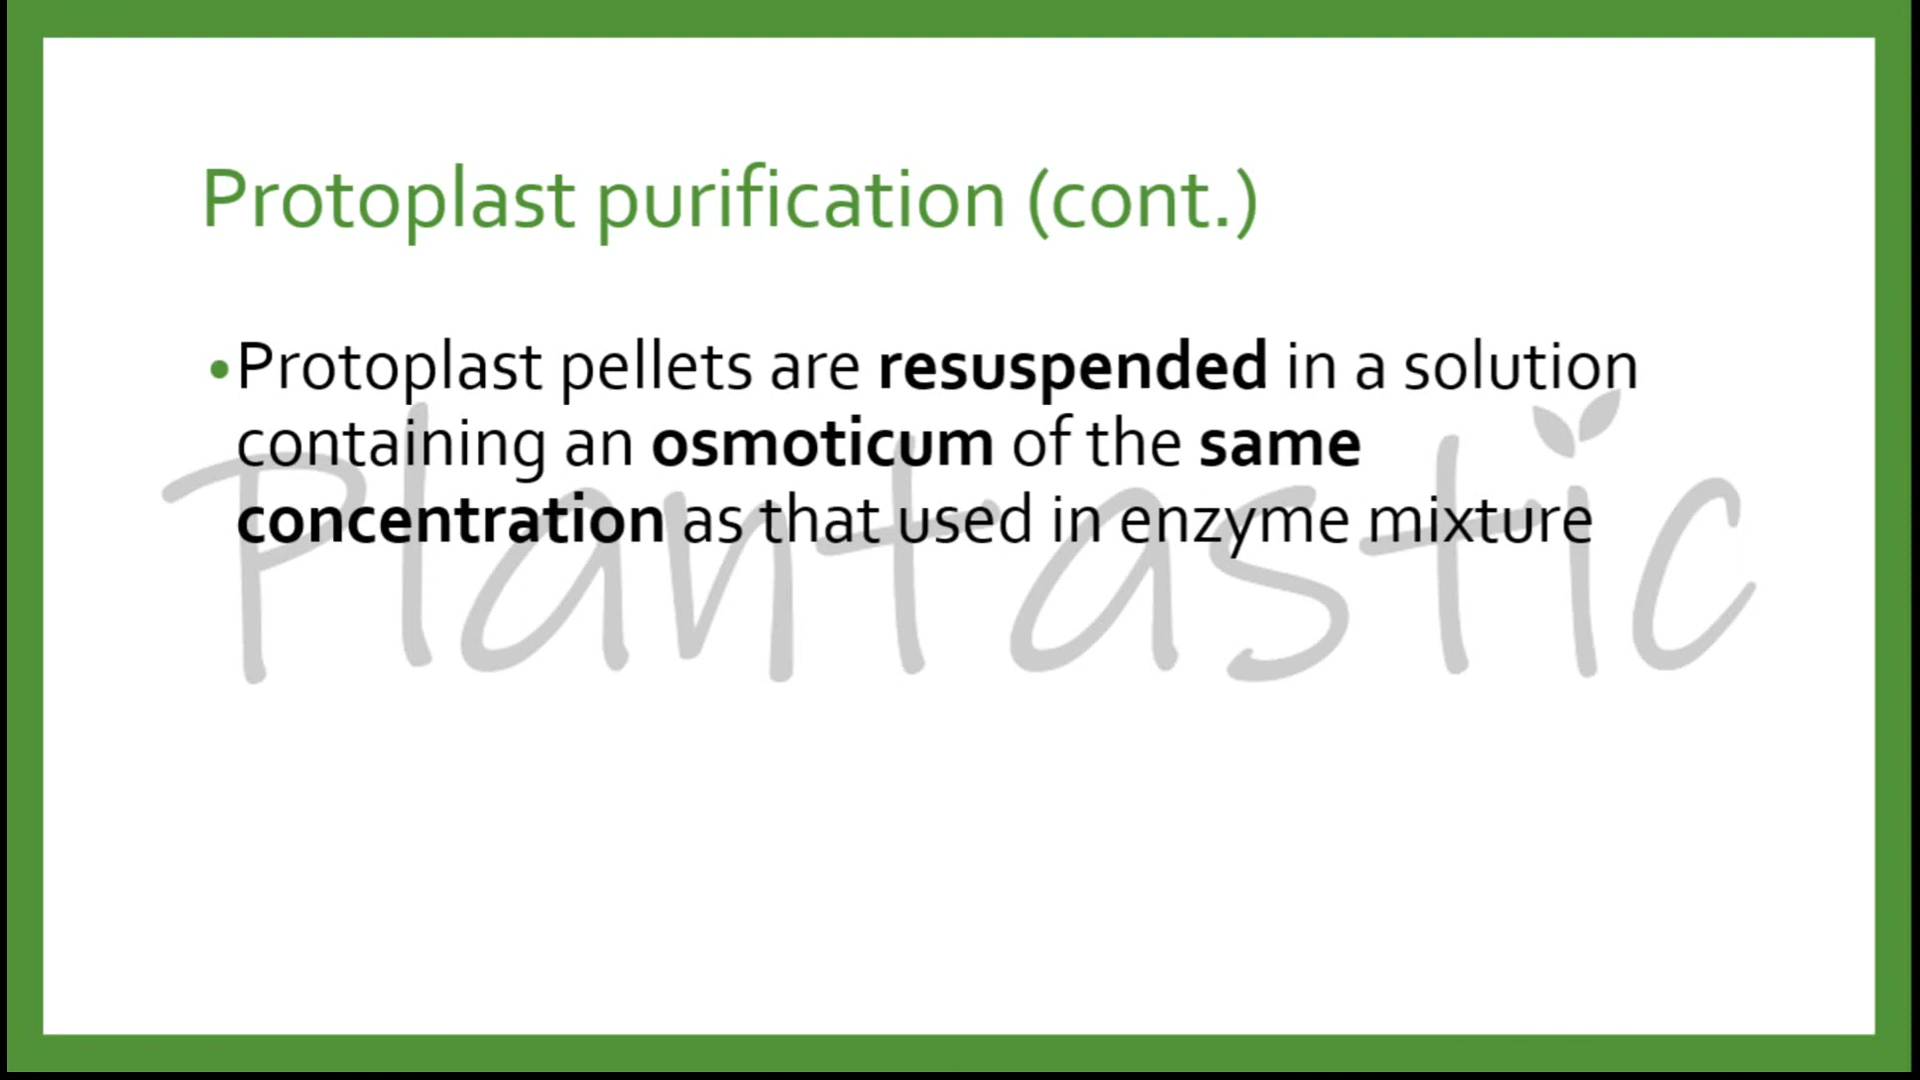 Protoplast purification (cont.)
•Protoplast pellets are resuspended in a solution
containing an osmoticum of the same
concentration as that used in enzyme mixture
Plantastic